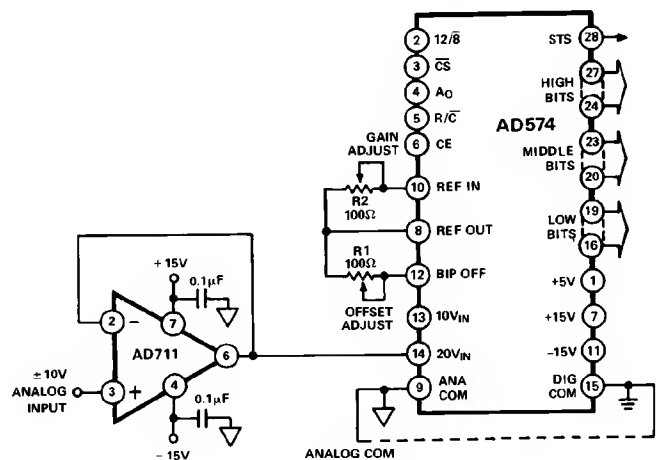 2 12/8̅ STS 28
3 C̅S̅ 27
HIGH
BITS
4 A₀ 24
5 R/C̅ AD574
GAIN
ADJUST
6 CE 23
MIDDLE
BITS
R2
100Ω
10 REF IN 20
8 REF OUT 19
LOW
BITS
R1
100Ω
12 BIP OFF 16
OFFSET
ADJUST
+5V 1
13 10VIN
+15V 7
14 20VIN
-15V 11
9 ANA
COM
DIG
COM 15
ANALOG COM
+15V
0.1μF
2 −
7
AD711
6
±10V
ANALOG
INPUT
3 +
4
0.1μF
−15V